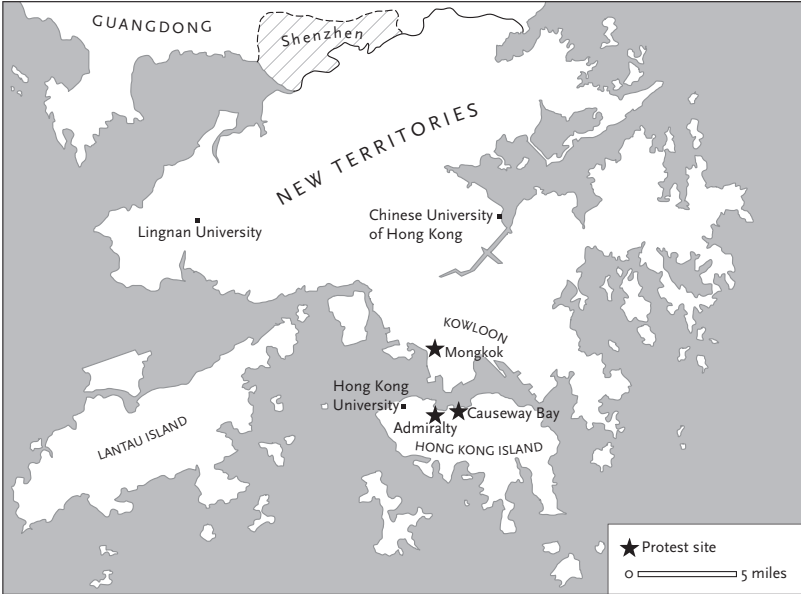 GUANGDONG
Shenzhen
NEW TERRITORIES
Chinese University
of Hong Kong
Lingnan University
KOWLOON
Mongkok
Hong Kong
University
Causeway Bay
Admiralty
LANTAU ISLAND
HONG KONG ISLAND
Protest site
0 5 miles